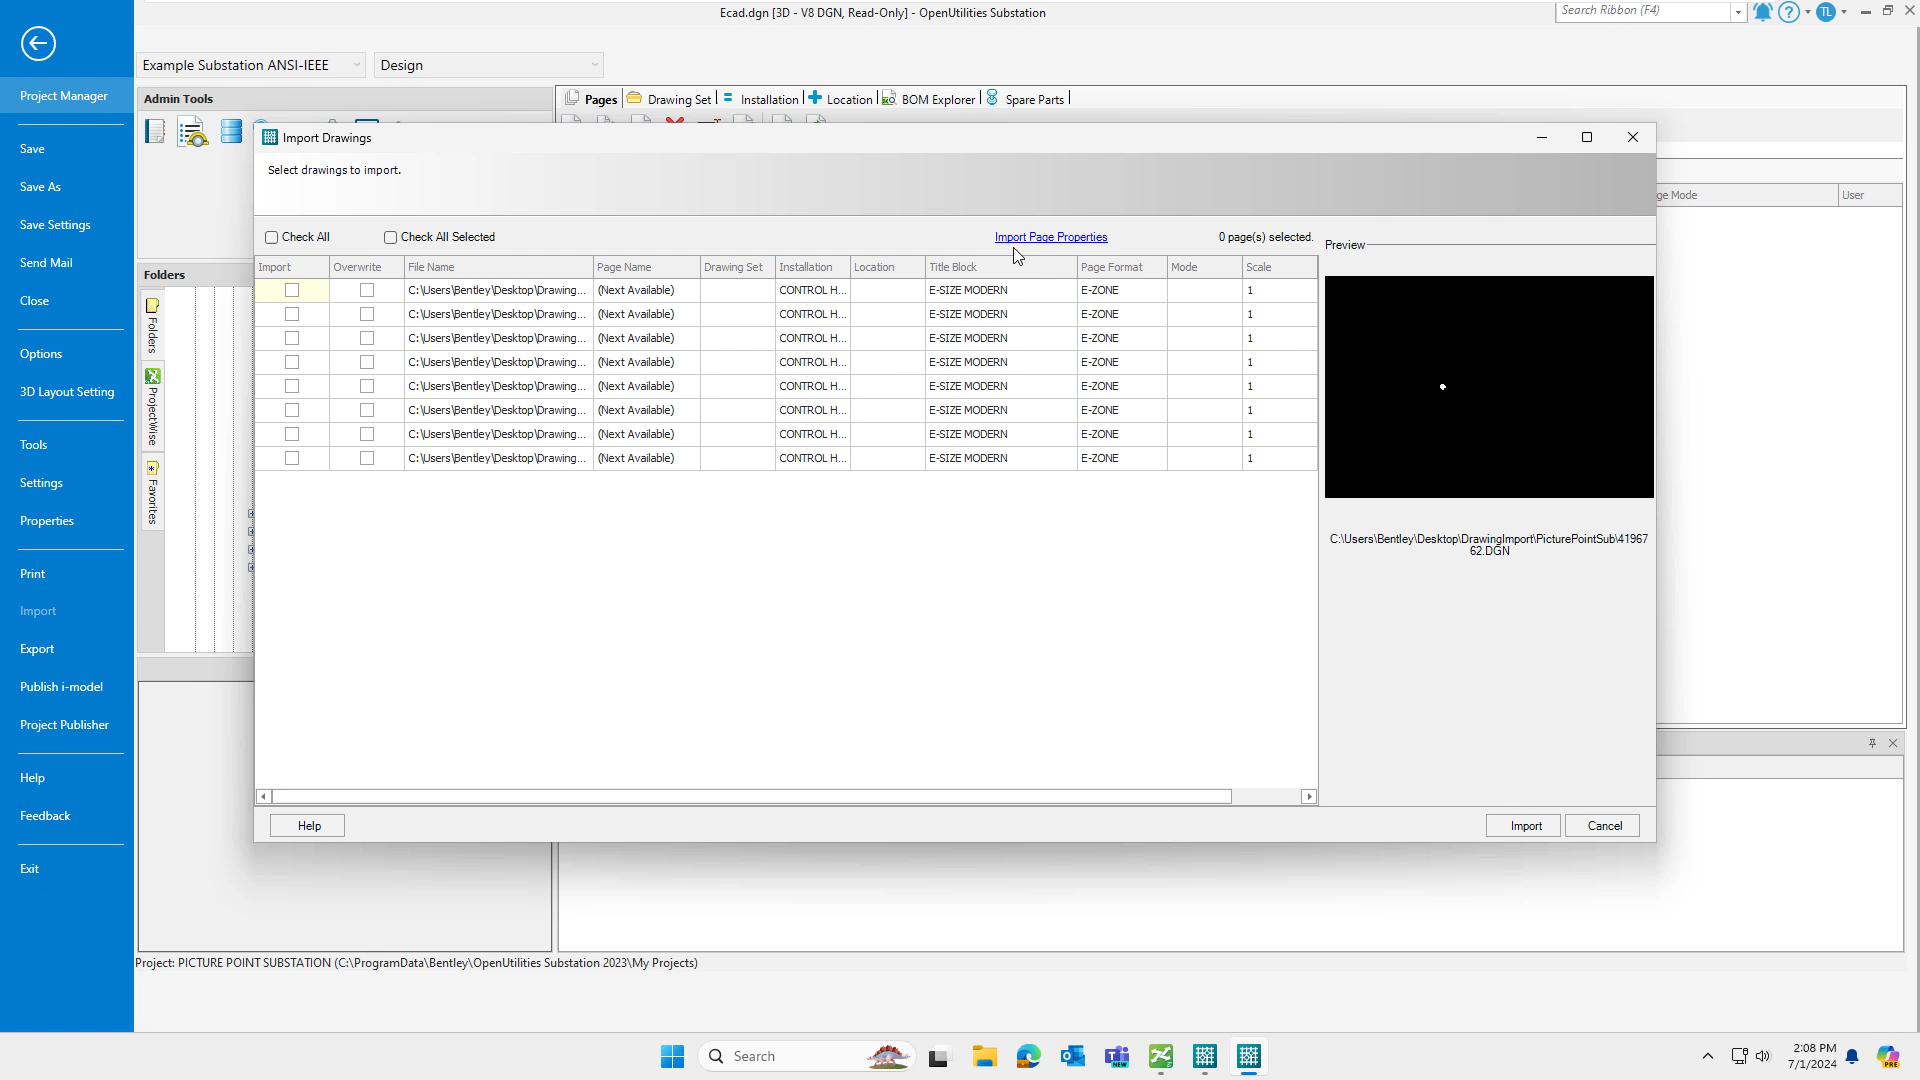 Ecad.dgn [3D - V8 DGN, Read-Only] - OpenUtilities Substation
Search Ribbon (F4)
TL
Example Substation ANSI-IEEE
Design
Project Manager
Save
Save As
Save Settings
Send Mail
Close
Options
3D Layout Setting
Tools
Settings
Properties
Print
Import
Export
Publish i-model
Project Publisher
Help
Feedback
Exit
Admin Tools
Pages
Drawing Set
Installation
Location
BOM Explorer
Spare Parts
Folders
Folders
ProjectWise
Favorites
ge Mode
User
Import Drawings
Select drawings to import.
Check All
Check All Selected
Import Page Properties
0 page(s) selected.
Preview
Import Overwrite File Name Page Name Drawing Set Installation Location Title Block Page Format Mode Scale
C:\Users\Bentley\Desktop\Drawing... (Next Available) CONTROL H... E-SIZE MODERN E-ZONE 1
C:\Users\Bentley\Desktop\Drawing... (Next Available) CONTROL H... E-SIZE MODERN E-ZONE 1
C:\Users\Bentley\Desktop\Drawing... (Next Available) CONTROL H... E-SIZE MODERN E-ZONE 1
C:\Users\Bentley\Desktop\Drawing... (Next Available) CONTROL H... E-SIZE MODERN E-ZONE 1
C:\Users\Bentley\Desktop\Drawing... (Next Available) CONTROL H... E-SIZE MODERN E-ZONE 1
C:\Users\Bentley\Desktop\Drawing... (Next Available) CONTROL H... E-SIZE MODERN E-ZONE 1
C:\Users\Bentley\Desktop\Drawing... (Next Available) CONTROL H... E-SIZE MODERN E-ZONE 1
C:\Users\Bentley\Desktop\Drawing... (Next Available) CONTROL H... E-SIZE MODERN E-ZONE 1
C:\Users\Bentley\Desktop\DrawingImport\PicturePointSub\41967
62.DGN
Help
Import
Cancel
Project: PICTURE POINT SUBSTATION (C:\ProgramData\Bentley\OpenUtilities Substation 2023\My Projects)
Search
NEW
2:08 PM
7/1/2024
PRE